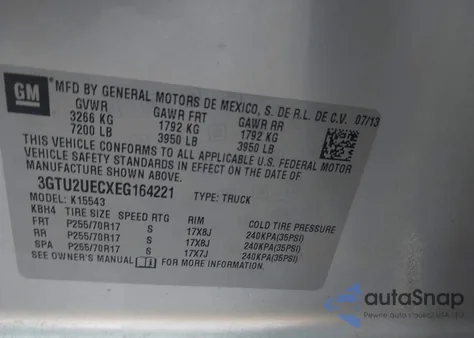 GM
*MFD BY GENERAL MOTORS DE MEXICO, S. DE R.L. DE C.V. 07/13
GVWR GAWR FRT GAWR RR
3266 KG 1792 KG 1792 KG
7200 LB 3950 LB 3950 LB
THIS VEHICLE CONFORMS TO ALL APPLICABLE U.S. FEDERAL MOTOR
VEHICLE SAFETY STANDARDS IN EFFECT ON THE DATE OF
MANUFACTURE SHOWN ABOVE.
3GTU2UECXEG164221 TYPE: TRUCK
MODEL: K15543
KBH4 TIRE SIZE SPEED RTG RIM COLD TIRE PRESSURE
FRT P255/70R17 S 17X8J 240KPA(35PSI)
RR P255/70R17 S 17X8J 240KPA(35PSI)
SPA P255/70R17 S 17X7J 240KPA(35PSI)
SEE OWNER'S MANUAL FOR MORE INFORMATION.
autoSnap